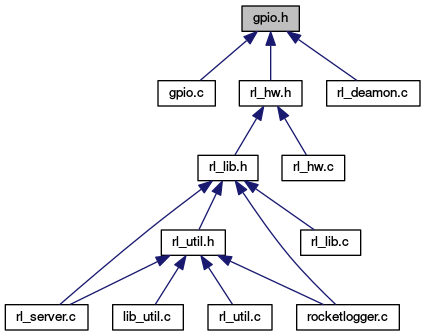 gpio.h
gpio.c
rl_hw.h
rl_deamon.c
rl_lib.h
rl_hw.c
rl_util.h
rl_lib.c
rl_server.c
lib_util.c
rl_util.c
rocketlogger.c